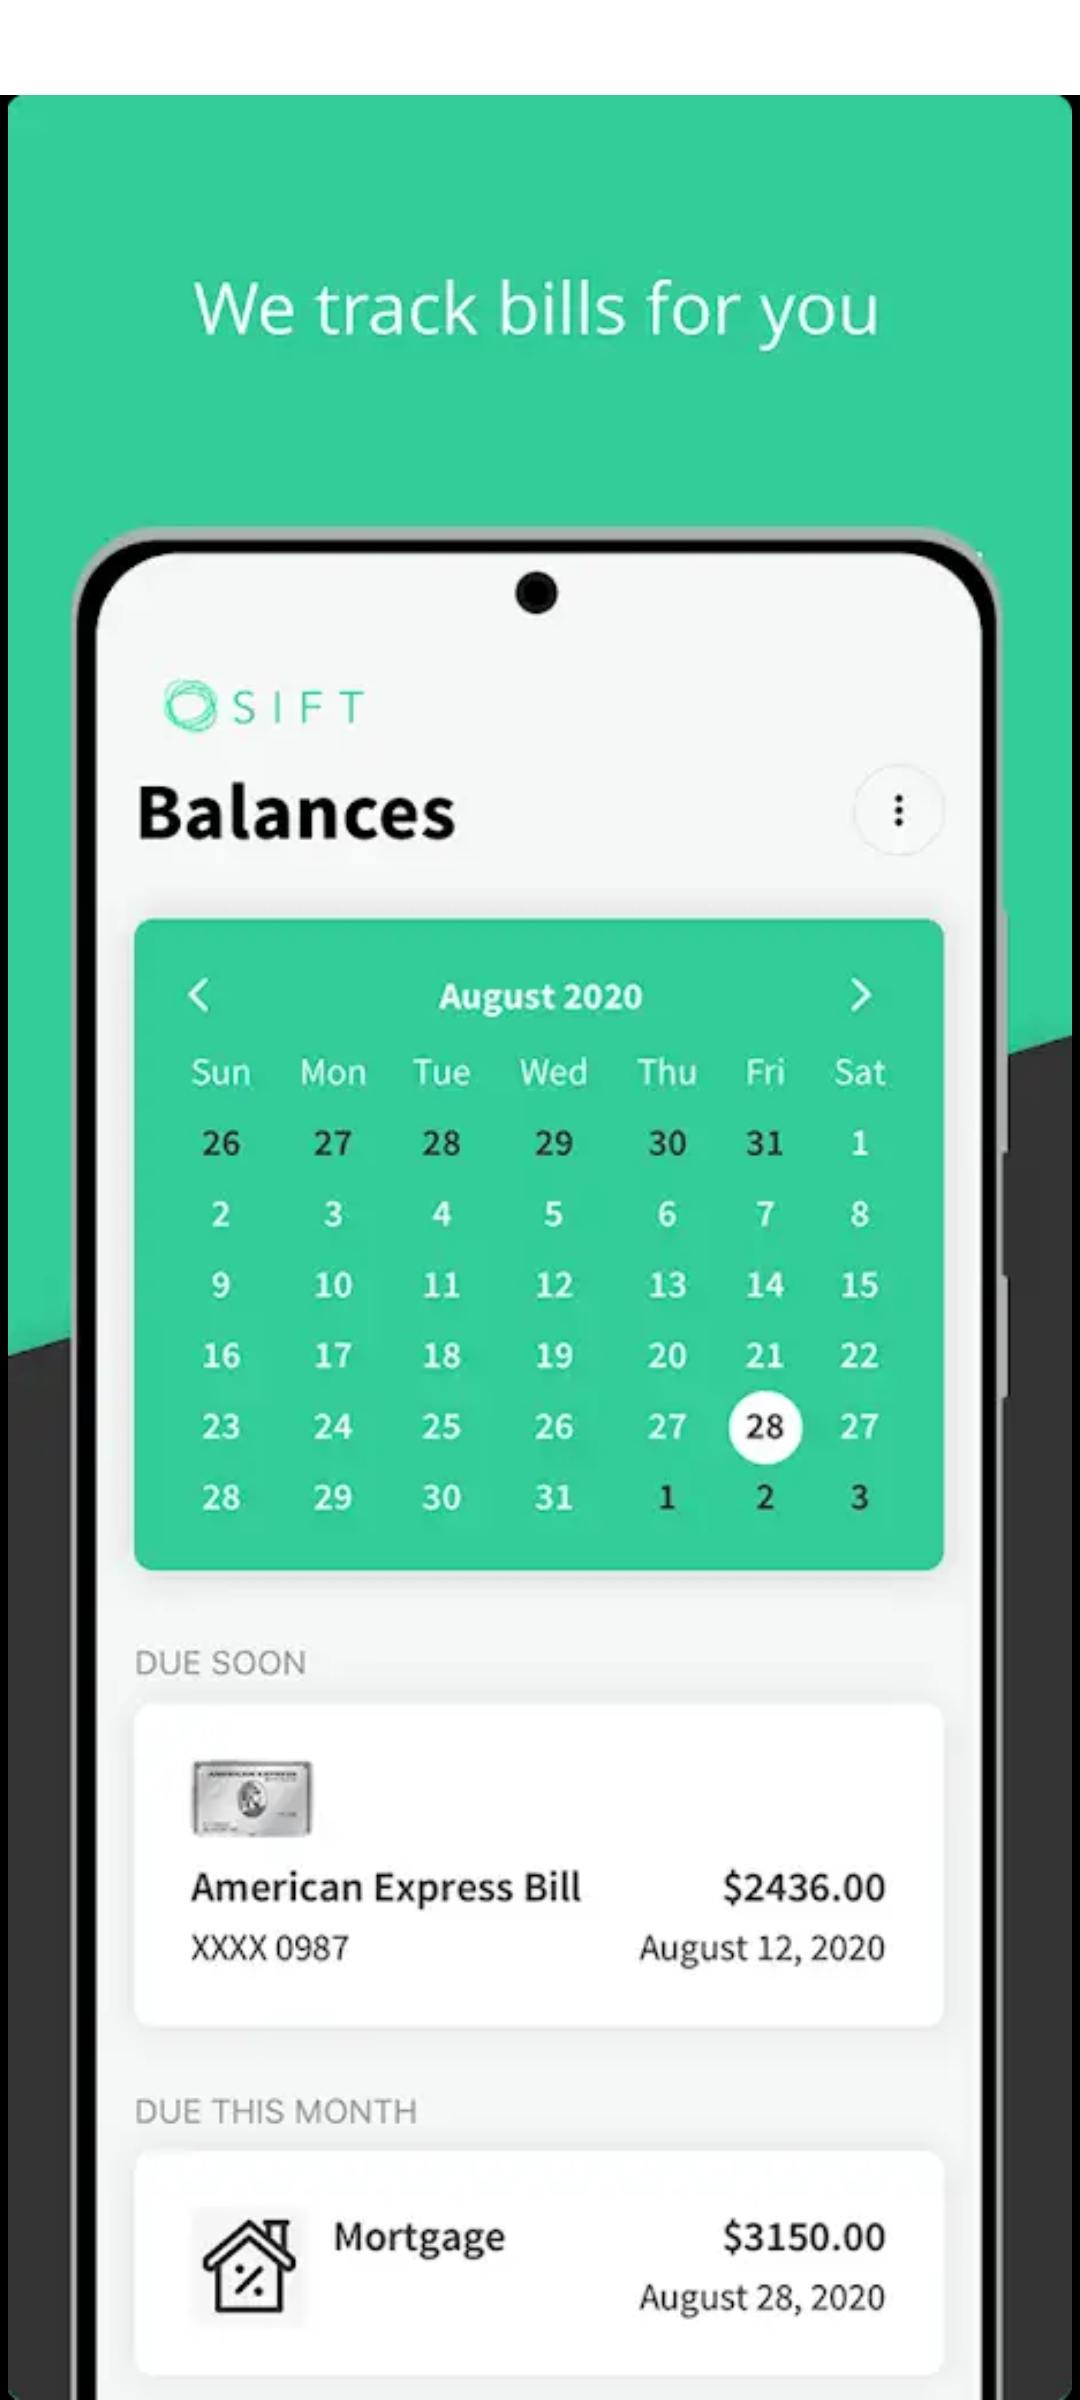 We track bills for you
SIFT
Balances
August 2020
Sun Mon Tue Wed Thu Fri Sat
26 27 28 29 30 31 1
2 3 4 5 6 7 8
9 10 11 12 13 14 15
16 17 18 19 20 21 22
23 24 25 26 27 28 27
28 29 30 31 1 2 3
DUE SOON
AMERICAN EXPRESS
American Express Bill $2436.00
XXXX 0987 August 12, 2020
DUE THIS MONTH
Mortgage $3150.00
August 28, 2020